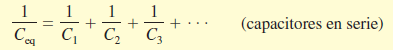 1/C_eq = 1/C_1 + 1/C_2 + 1/C_3 + · · · (capacitores en serie)